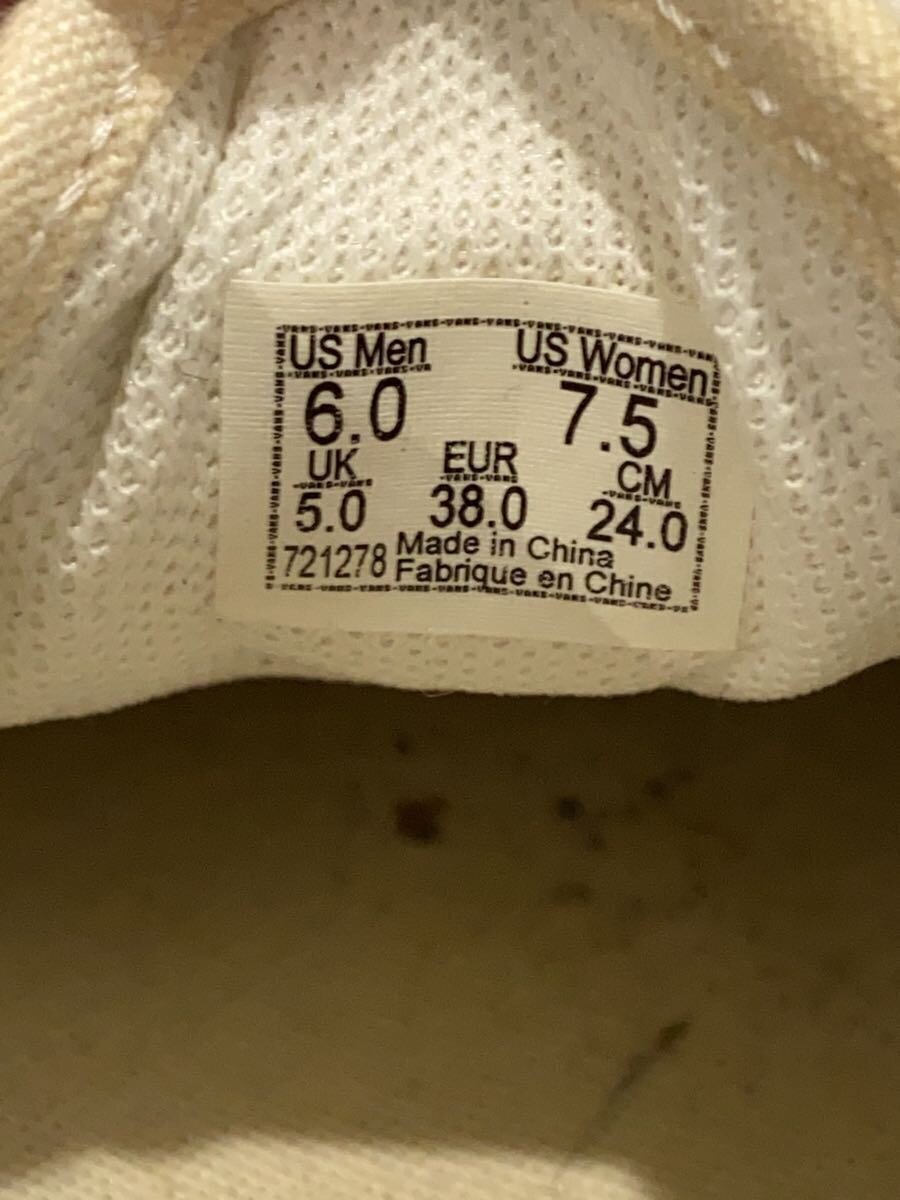 US Men US Women
6.0 7.5
UK EUR CM
5.0 38.0 24.0
721278 Made in China
Fabrique en Chine